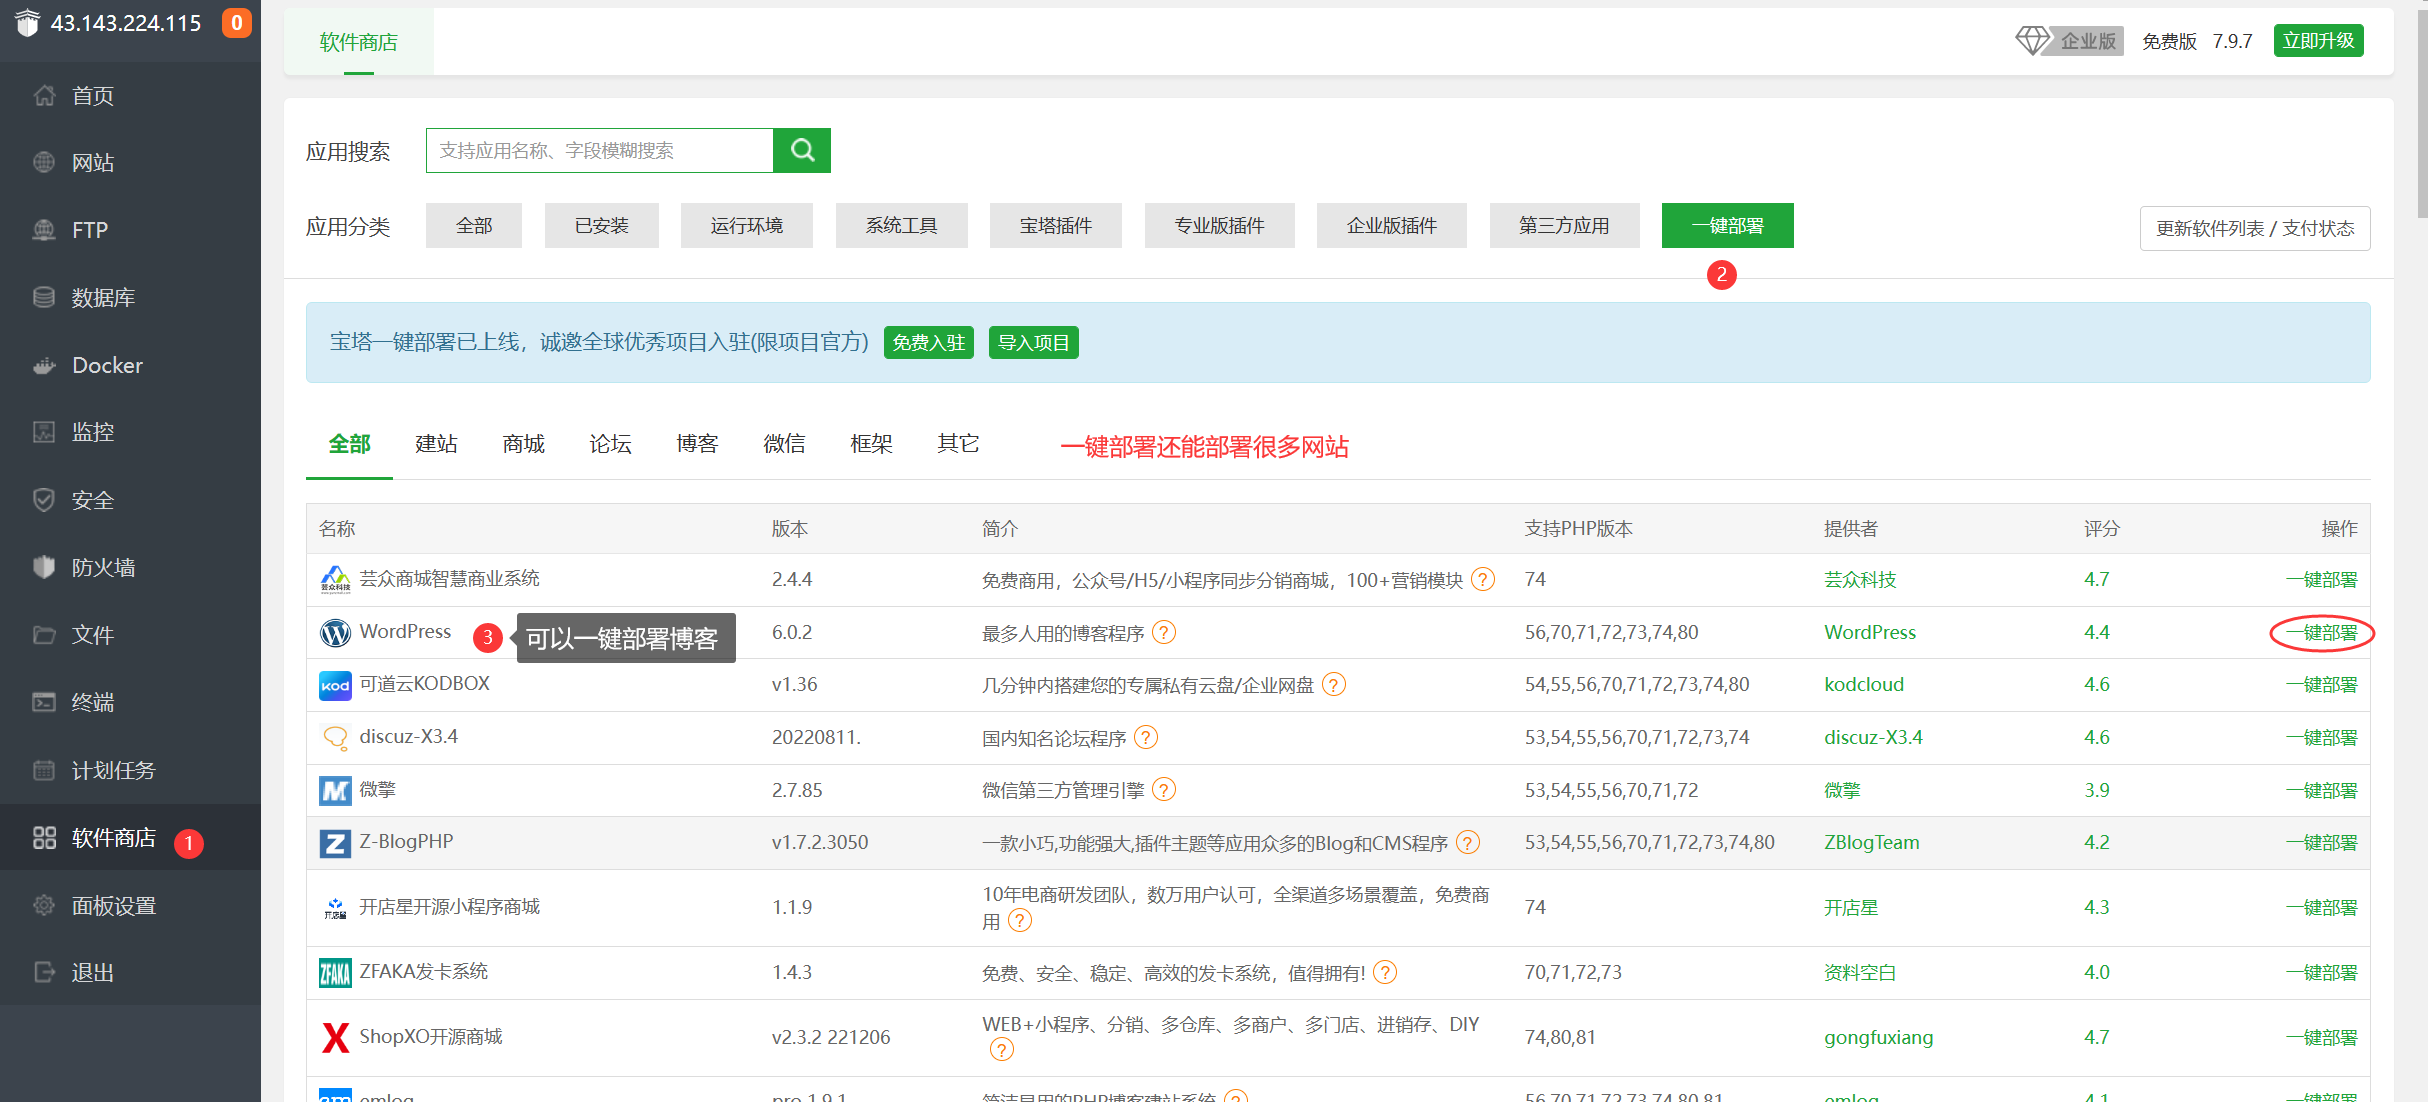 43.143.224.115 0
首页
网站
FTP
数据库
Docker
监控
安全
防火墙
文件
终端
计划任务
软件商店 1
面板设置
退出
软件商店
企业版 免费版 7.9.7 立即升级
应用搜索 支持应用名称、字段模糊搜索
应用分类 全部 已安装 运行环境 系统工具 宝塔插件 专业版插件 企业版插件 第三方应用 一键部署 更新软件列表 / 支付状态
2
宝塔一键部署已上线，诚邀全球优秀项目入驻(限项目官方) 免费入驻 导入项目
全部 建站 商城 论坛 博客 微信 框架 其它 一键部署还能部署很多网站
名称 版本 简介 支持PHP版本 提供者 评分 操作
芸众商城智慧商业系统 2.4.4 免费商用，公众号/H5/小程序同步分销商城，100+营销模块 ? 74 芸众科技 4.7 一键部署
WordPress 3 可以一键部署博客 6.0.2 最多人用的博客程序 ? 56,70,71,72,73,74,80 WordPress 4.4 一键部署
kod 可道云KODBOX v1.36 几分钟内搭建您的专属私有云盘/企业网盘 ? 54,55,56,70,71,72,73,74,80 kodcloud 4.6 一键部署
discuz-X3.4 20220811. 国内知名论坛程序 ? 53,54,55,56,70,71,72,73,74 discuz-X3.4 4.6 一键部署
微擎 2.7.85 微信第三方管理引擎 ? 53,54,55,56,70,71,72 微擎 3.9 一键部署
Z Z-BlogPHP v1.7.2.3050 一款小巧,功能强大,插件主题等应用众多的Blog和CMS程序 ? 53,54,55,56,70,71,72,73,74,80 ZBlogTeam 4.2 一键部署
开店星 开店星开源小程序商城 1.1.9 10年电商研发团队，数万用户认可，全渠道多场景覆盖，免费商
用 ? 74 开店星 4.3 一键部署
ZFAKA ZFAKA发卡系统 1.4.3 免费、安全、稳定、高效的发卡系统，值得拥有! ? 70,71,72,73 资料空白 4.0 一键部署
X ShopXO开源商城 v2.3.2 221206 WEB+小程序、分销、多仓库、多商户、多门店、进销存、DIY
? 74,80,81 gongfuxiang 4.7 一键部署
emlog pro 1.9.1 简洁易用的PHP博客建站系统 ? 56,70,71,72,73,74,80,81 emlog 4.1 一键部署